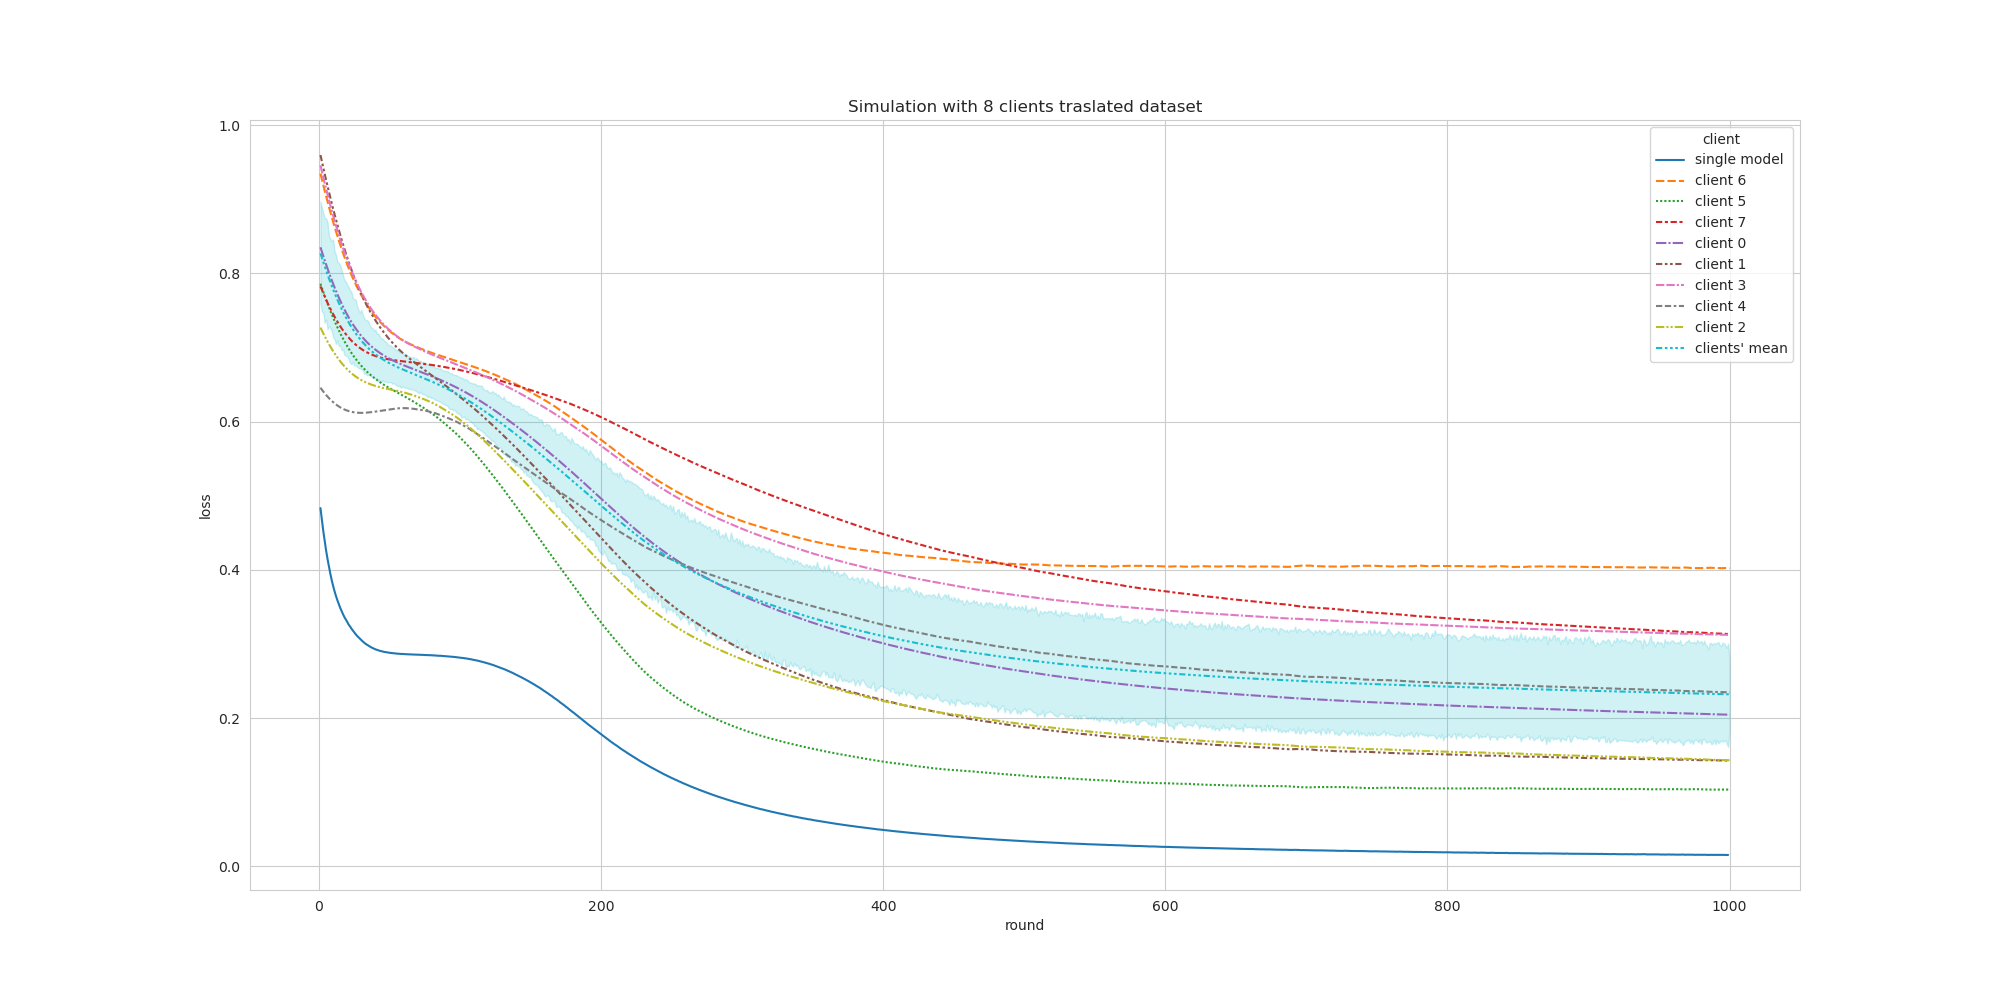 Simulation with 8 clients traslated dataset
1.0
0.8
0.6
0.4
0.2
0.0
loss
0 200 400 600 800 1000
round
client
single model
client 6
client 5
client 7
client 0
client 1
client 3
client 4
client 2
clients' mean